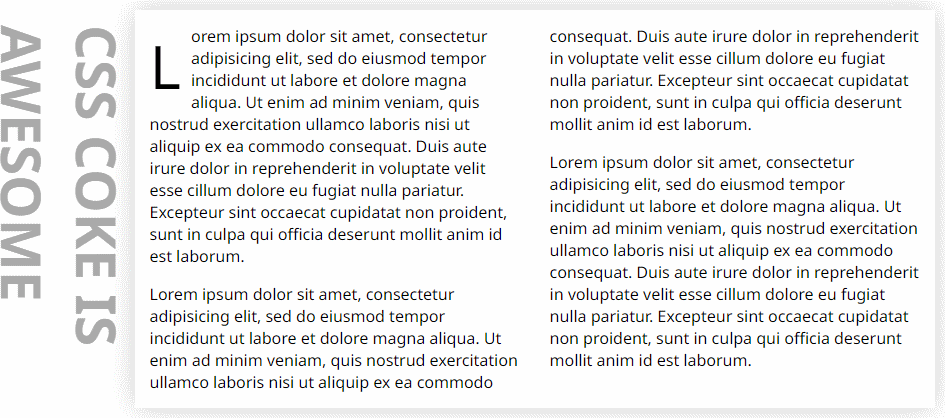 CSS COKE IS
AWESOME
Lorem ipsum dolor sit amet, consectetur
adipisicing elit, sed do eiusmod tempor
incididunt ut labore et dolore magna
aliqua. Ut enim ad minim veniam, quis
nostrud exercitation ullamco laboris nisi ut
aliquip ex ea commodo consequat. Duis aute
irure dolor in reprehenderit in voluptate velit
esse cillum dolore eu fugiat nulla pariatur.
Excepteur sint occaecat cupidatat non proident,
sunt in culpa qui officia deserunt mollit anim id
est laborum.
Lorem ipsum dolor sit amet, consectetur
adipisicing elit, sed do eiusmod tempor
incididunt ut labore et dolore magna aliqua. Ut
enim ad minim veniam, quis nostrud exercitation
ullamco laboris nisi ut aliquip ex ea commodo
consequat. Duis aute irure dolor in reprehenderit
in voluptate velit esse cillum dolore eu fugiat
nulla pariatur. Excepteur sint occaecat cupidatat
non proident, sunt in culpa qui officia deserunt
mollit anim id est laborum.
Lorem ipsum dolor sit amet, consectetur
adipisicing elit, sed do eiusmod tempor
incididunt ut labore et dolore magna aliqua. Ut
enim ad minim veniam, quis nostrud exercitation
ullamco laboris nisi ut aliquip ex ea commodo
consequat. Duis aute irure dolor in reprehenderit
in voluptate velit esse cillum dolore eu fugiat
nulla pariatur. Excepteur sint occaecat cupidatat
non proident, sunt in culpa qui officia deserunt
mollit anim id est laborum.